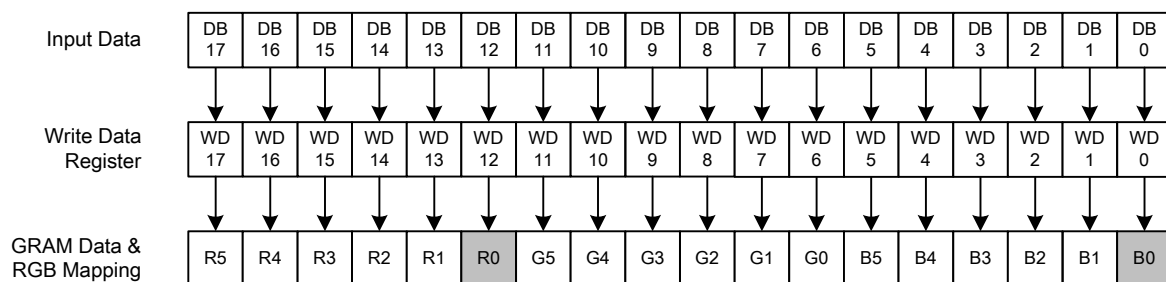 Input Data
DB DB DB DB DB DB DB DB DB DB DB DB DB DB DB DB DB DB
17 16 15 14 13 12 11 10 9 8 7 6 5 4 3 2 1 0
Write Data
Register
WD WD WD WD WD WD WD WD WD WD WD WD WD WD WD WD WD WD
17 16 15 14 13 12 11 10 9 8 7 6 5 4 3 2 1 0
GRAM Data &
RGB Mapping
R5 R4 R3 R2 R1 R0 G5 G4 G3 G2 G1 G0 B5 B4 B3 B2 B1 B0